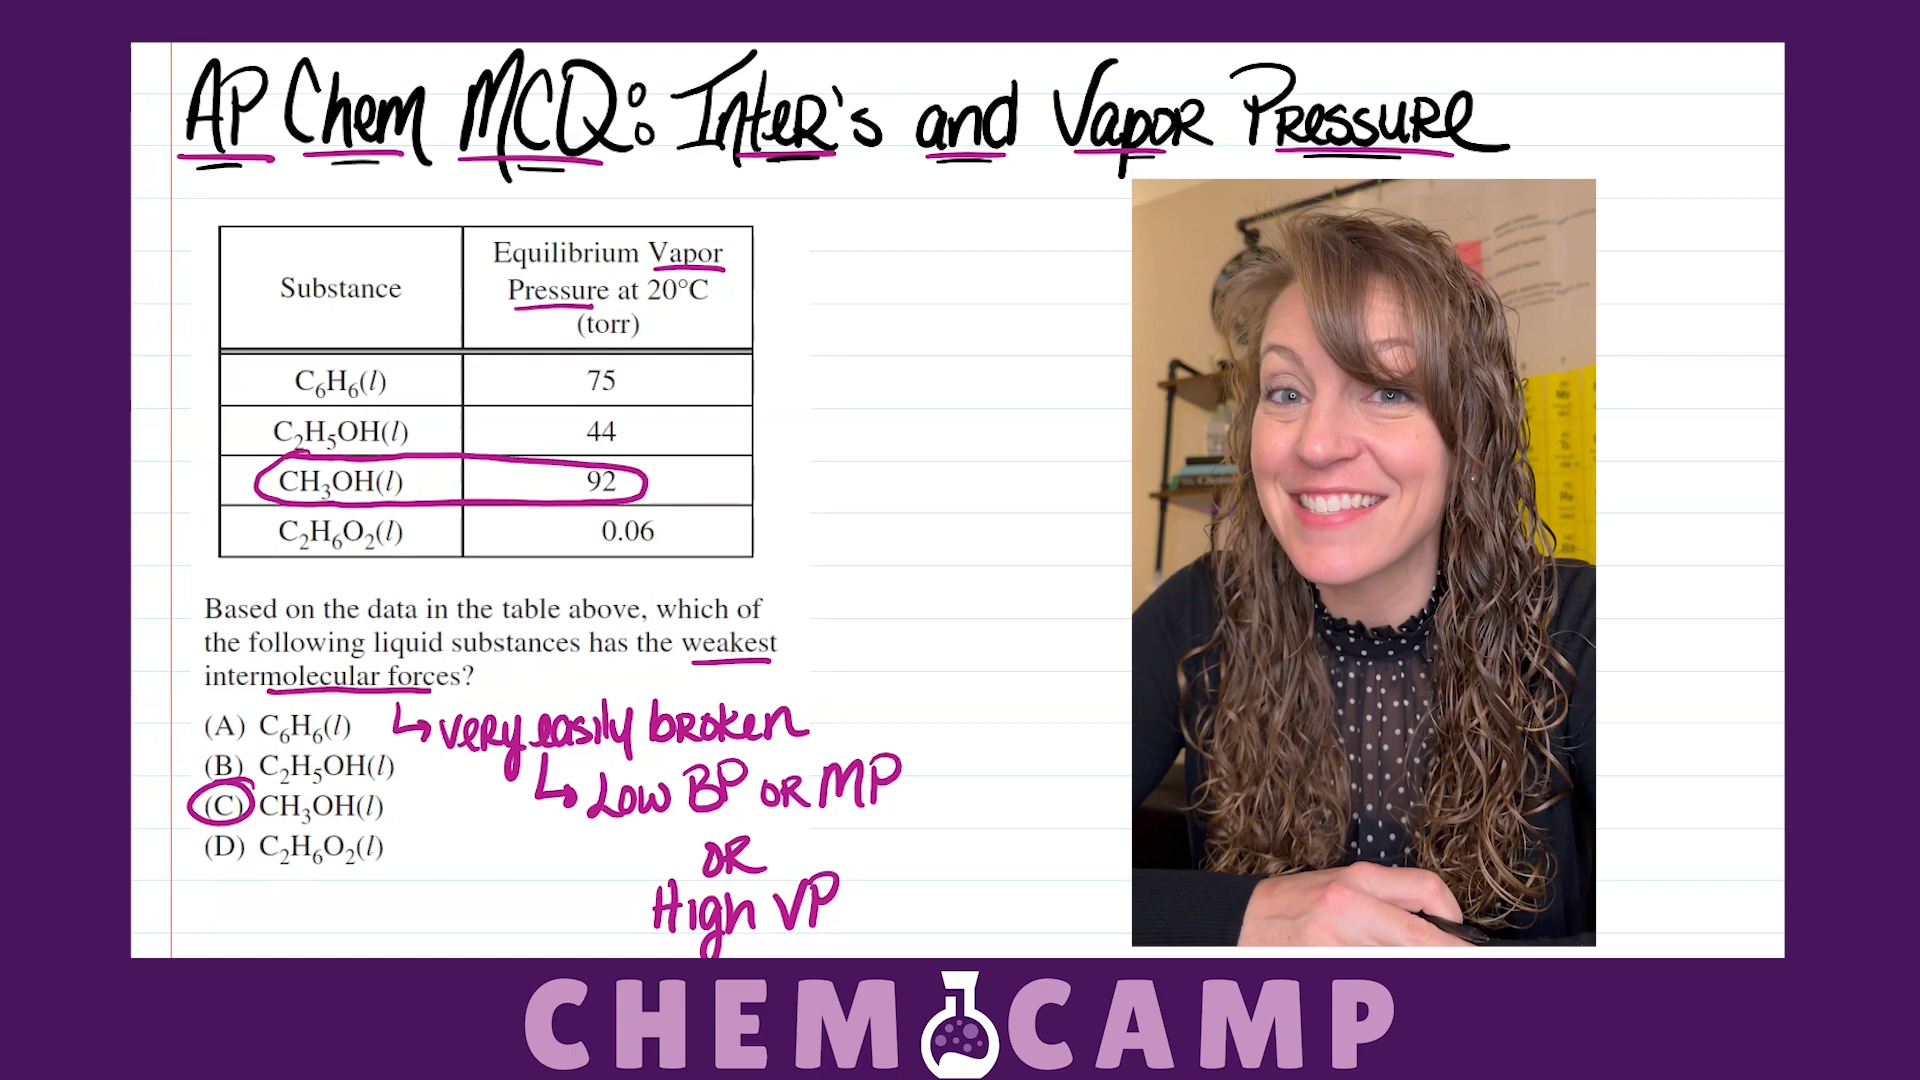 AP Chem MCQ: Inter's and Vapor Pressure
Substance
Equilibrium Vapor
Pressure at 20°C
(torr)
C₆H₆(l) 75
C₂H₅OH(l) 44
CH₃OH(l) 92
C₂H₆O₂(l) 0.06
Based on the data in the table above, which of
the following liquid substances has the weakest
intermolecular forces?
(A) C₆H₆(l)
(B) C₂H₅OH(l)
(C) CH₃OH(l)
(D) C₂H₆O₂(l)
↳ very easily broken
↳ Low BP or MP
or
High VP
CHEM CAMP